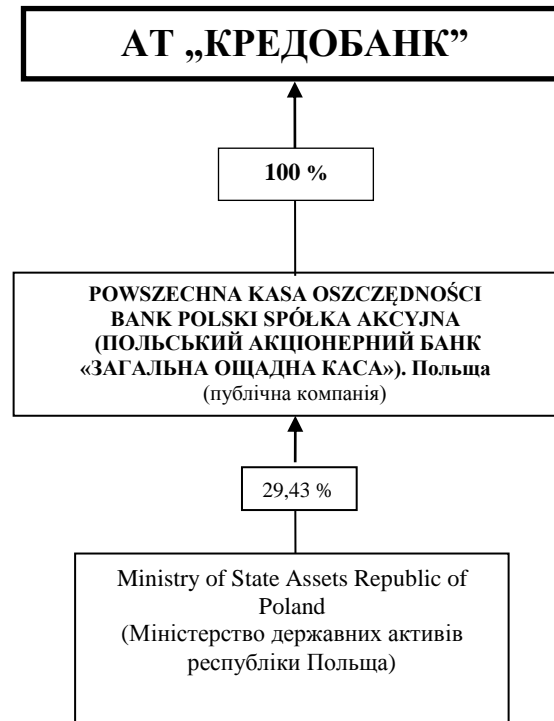 АТ „КРЕДОБАНК”
100 %
POWSZECHNA KASA OSZCZĘDNOŚCI
BANK POLSKI SPÓŁKA AKCYJNA
(ПОЛЬСЬКИЙ АКЦІОНЕРНИЙ БАНК
«ЗАГАЛЬНА ОЩАДНА КАСА»). Польща
(публічна компанія)
29,43 %
Ministry of State Assets Republic of
Poland
(Міністерство державних активів
республіки Польща)